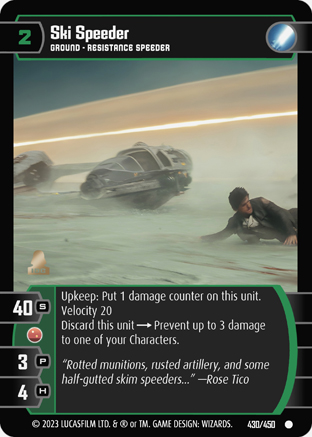 2 Ski Speeder
GROUND • RESISTANCE SPEEDER
40 S
Upkeep: Put 1 damage counter on this unit.
Velocity 20
Discard this unit → Prevent up to 3 damage
to one of your Characters.
3 P
4 H
“Rotted munitions, rusted artillery, and some
half-gutted skim speeders...” —Rose Tico
© 2023 LUCASFILM LTD. & ® or TM. GAME DESIGN: WIZARDS. 430/450